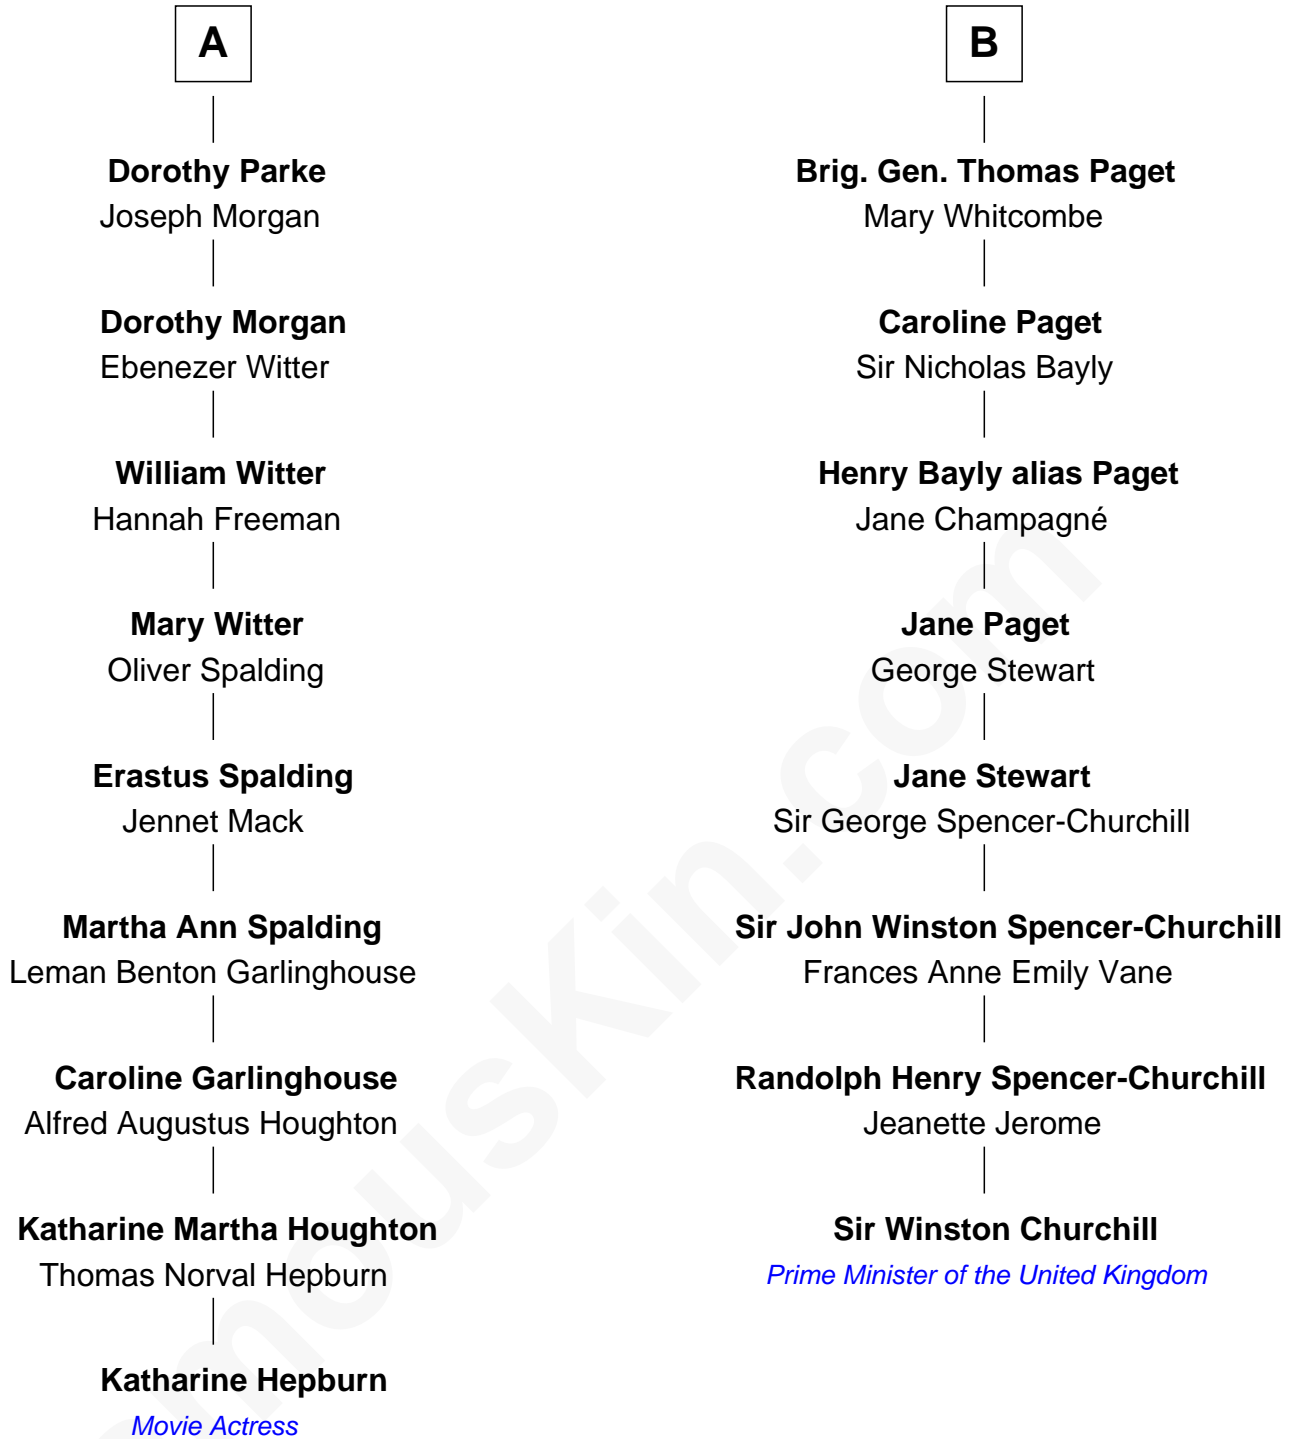 A
Dorothy Parke
Joseph Morgan
Dorothy Morgan
Ebenezer Witter
William Witter
Hannah Freeman
Mary Witter
Oliver Spalding
Erastus Spalding
Jennet Mack
Martha Ann Spalding
Leman Benton Garlinghouse
Caroline Garlinghouse
Alfred Augustus Houghton
Katharine Martha Houghton
Thomas Norval Hepburn
Katharine Hepburn
Movie Actress
B
Brig. Gen. Thomas Paget
Mary Whitcombe
Caroline Paget
Sir Nicholas Bayly
Henry Bayly alias Paget
Jane Champagné
Jane Paget
George Stewart
Jane Stewart
Sir George Spencer-Churchill
Sir John Winston Spencer-Churchill
Frances Anne Emily Vane
Randolph Henry Spencer-Churchill
Jeanette Jerome
Sir Winston Churchill
Prime Minister of the United Kingdom
mousKin.com